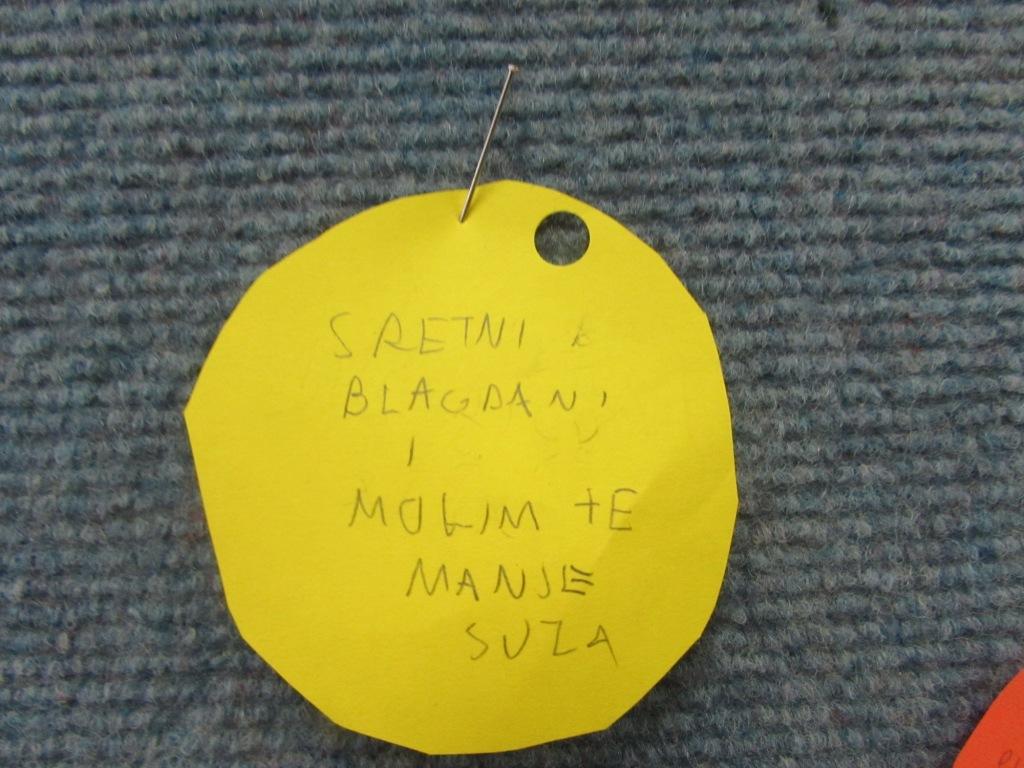 SRETNI
BLAGDANI
I
MOLIM TE
MANJE
SUZA